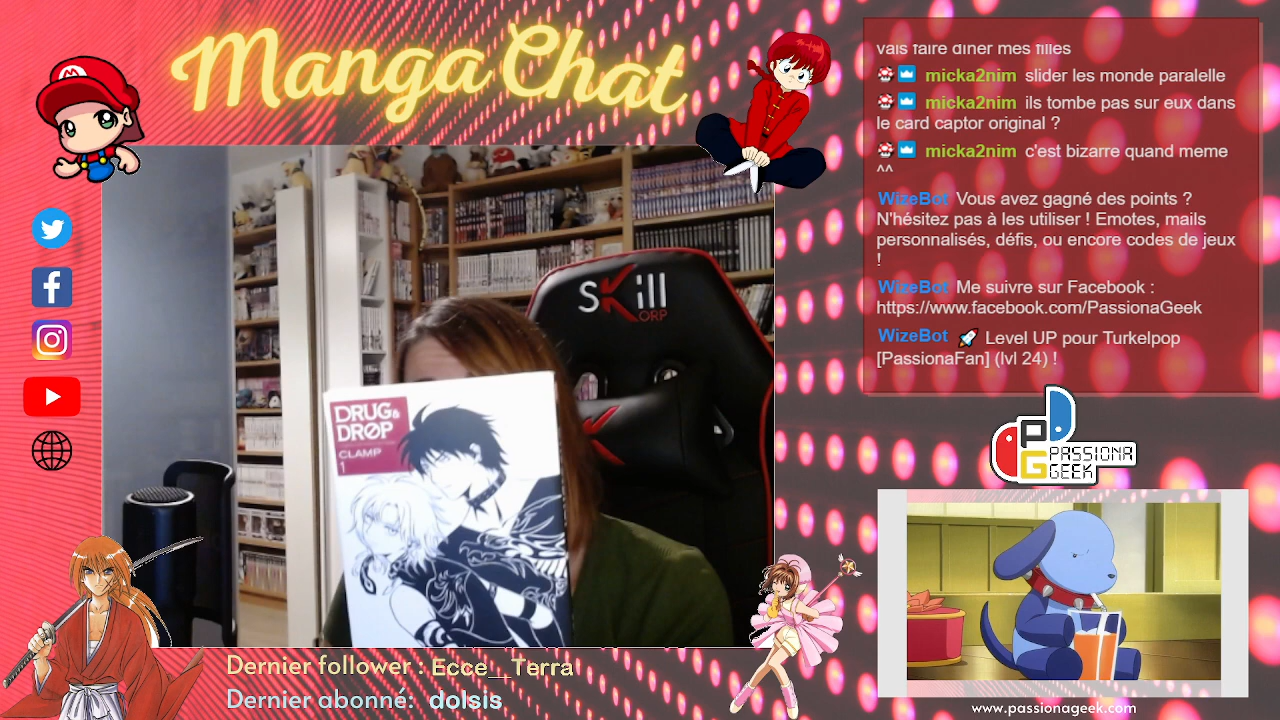 Manga Chat
vais faire diner mes filles
micka2nim slider les monde paralelle
micka2nim ils tombe pas sur eux dans
le card captor original ?
micka2nim c'est bizarre quand meme
^^
WizeBot Vous avez gagné des points ?
N'hésitez pas à les utiliser ! Emotes, mails
personnalisés, défis, ou encore codes de jeux
!
WizeBot Me suivre sur Facebook :
https://www.facebook.com/PassionaGeek
WizeBot 🚀 Level UP pour Turkelpop
[PassionaFan] (lvl 24) !
SKill
KORP
DRUG&
DROP
CLAMP
1
PG
PASSIONA
GEEK
Dernier follower : Ecce__Terra
Dernier abonné: dolsis
www.passionageek.com